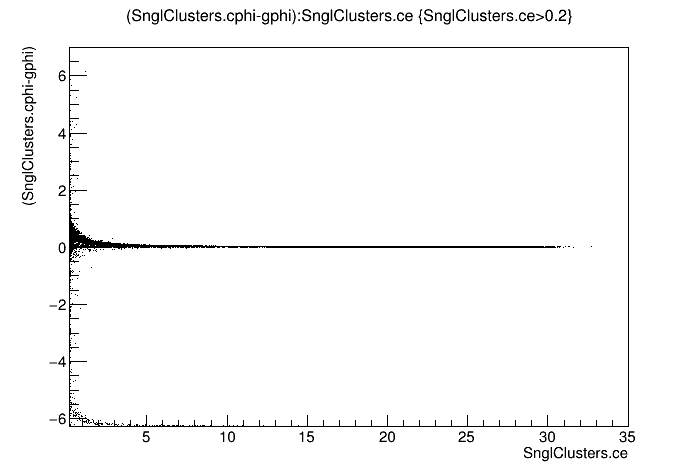 (SnglClusters.cphi-gphi):SnglClusters.ce {SnglClusters.ce>0.2}
(SnglClusters.cphi-gphi)
6
4
2
0
−2
−4
−6
5 10 15 20 25 30 35
SnglClusters.ce